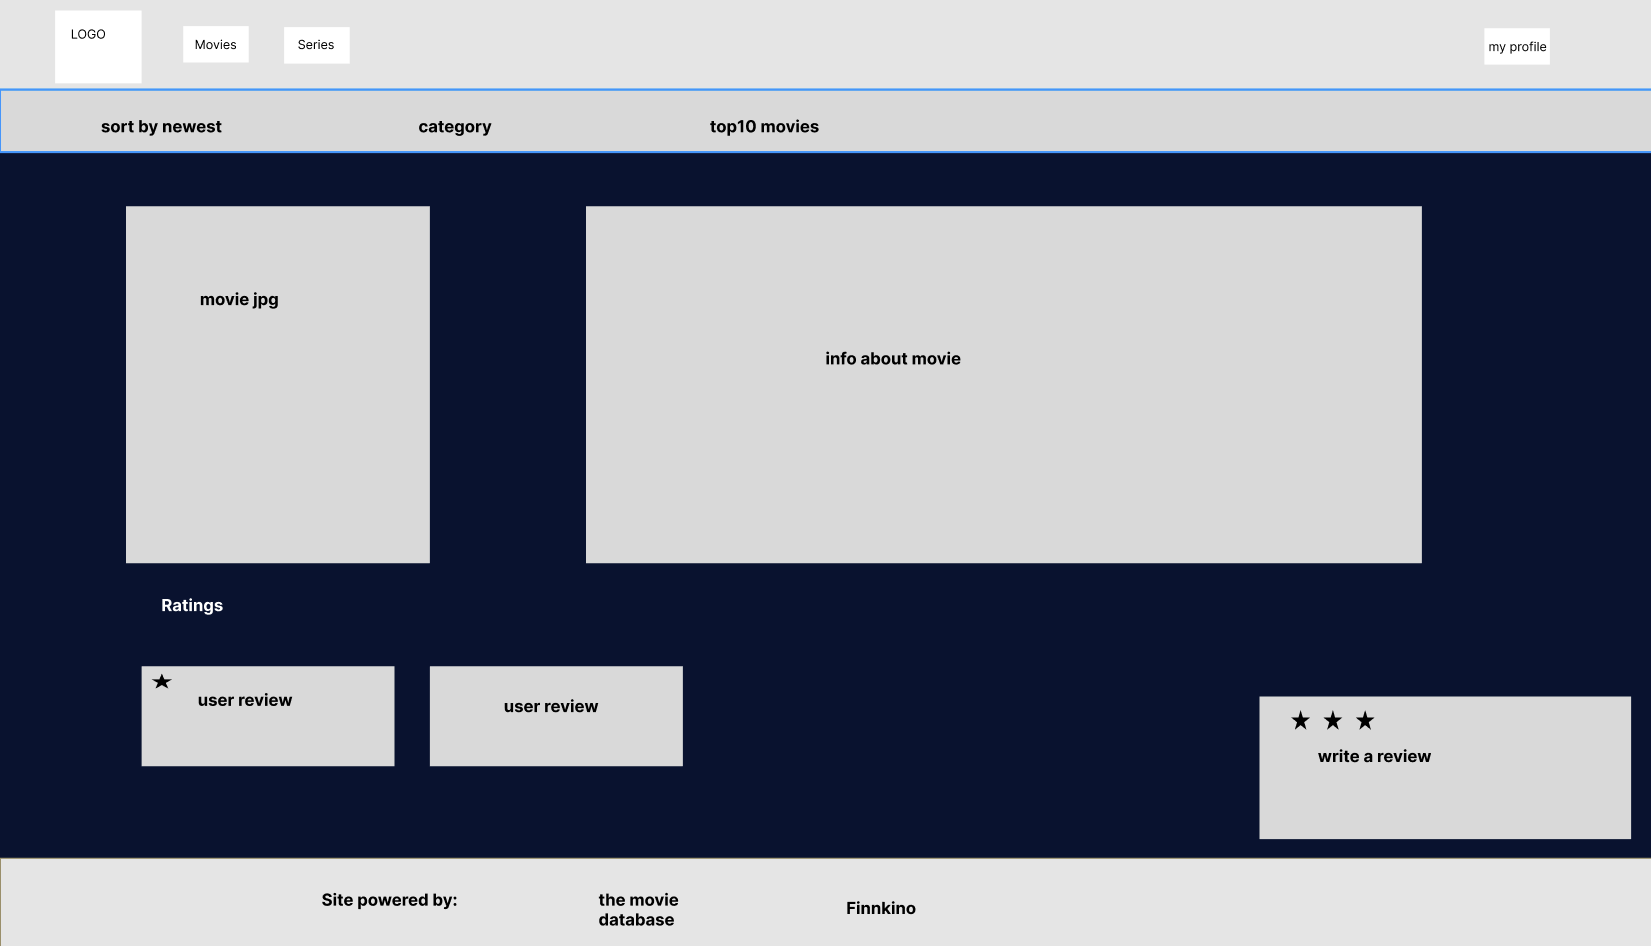 LOGO
Movies
Series
my profile
sort by newest
category
top10 movies
movie jpg
info about movie
Ratings
user review
user review
write a review
Site powered by:
the movie
database
Finnkino